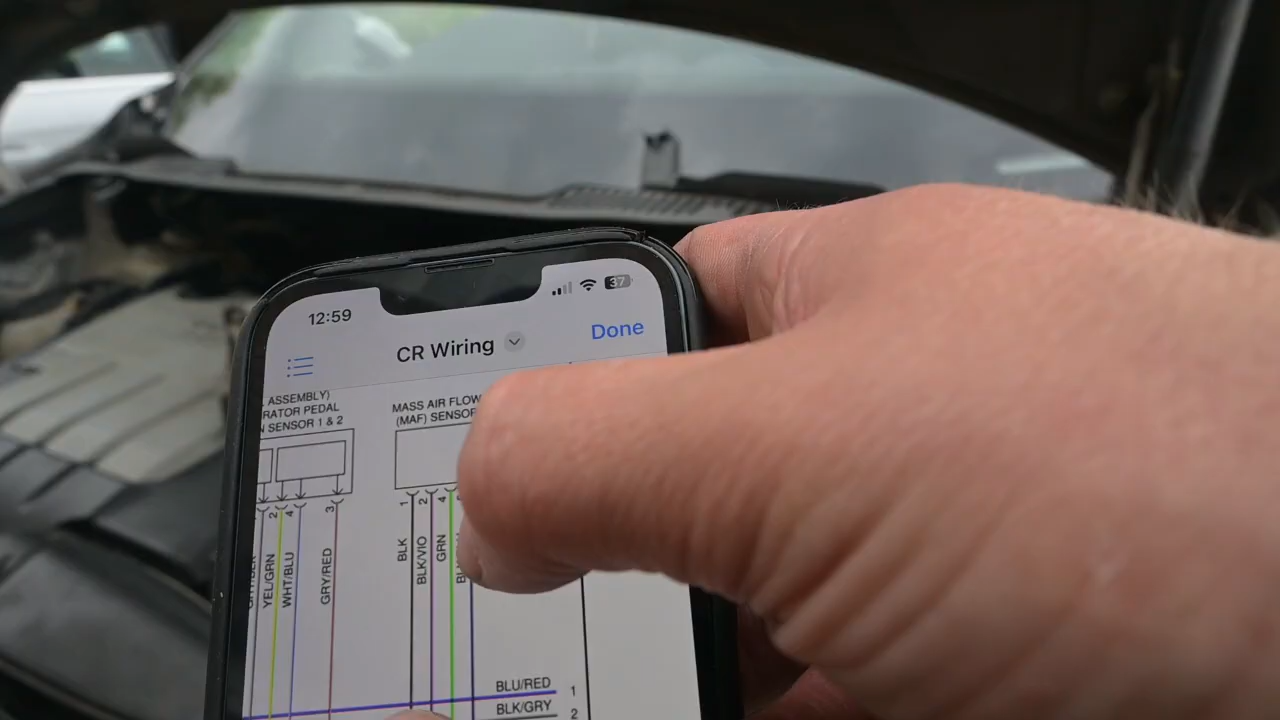 12:59
37
CR Wiring
Done
ASSEMBLY)
RATOR PEDAL
N SENSOR 1 & 2
MASS AIR FLOW
(MAF) SENSOR
2
4
3
1
2
4
YEL/GRN
WHT/BLU
GRY/RED
BLK
BLK/VIO
GRN
BLU/RED
1
BLK/GRY
2